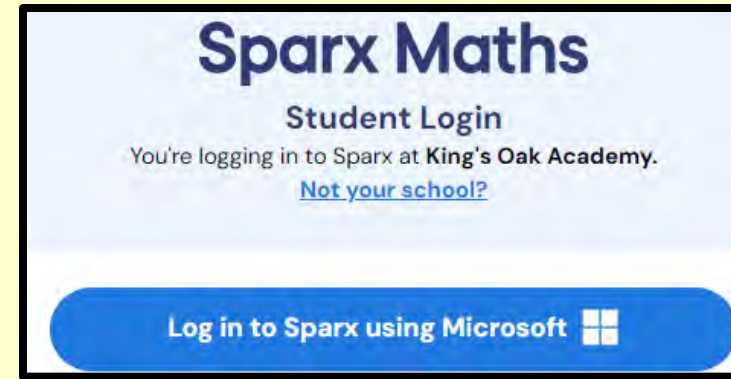 Sparx Maths
Student Login
You're logging in to Sparx at King's Oak Academy.
Not your school?
Log in to Sparx using Microsoft